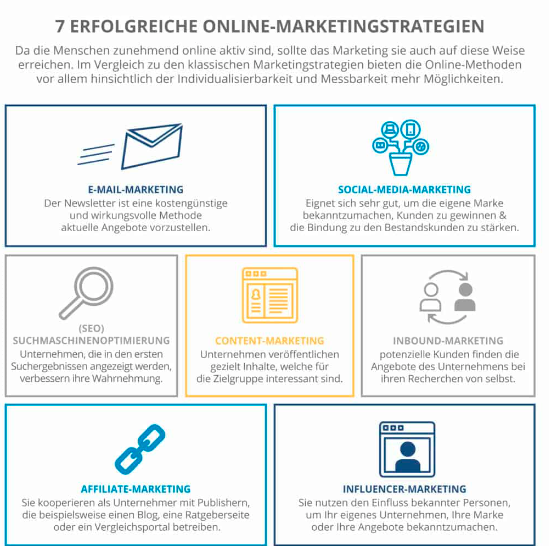 7 ERFOLGREICHE ONLINE-MARKETINGSTRATEGIEN
Da die Menschen zunehmend online aktiv sind, sollte das Marketing sie auch auf diese Weise
erreichen. Im Vergleich zu den klassischen Marketingstrategien bieten die Online-Methoden
vor allem hinsichtlich der Individualisierbarkeit und Messbarkeit mehr Möglichkeiten.
E-MAIL-MARKETING
Der Newsletter ist eine kostengünstige
und wirkungsvolle Methode
aktuelle Angebote vorzustellen.
SOCIAL-MEDIA-MARKETING
Eignet sich sehr gut, um die eigene Marke
bekanntzumachen, Kunden zu gewinnen &
die Bindung zu den Bestandskunden zu stärken.
(SEO)
SUCHMASCHINENOPTIMIERUNG
Unternehmen, die in den ersten
Suchergebnissen angezeigt werden,
verbessern ihre Wahrnehmung.
CONTENT-MARKETING
Unternehmen veröffentlichen
gezielt Inhalte, welche für
die Zielgruppe interessant sind.
INBOUND-MARKETING
potenzielle Kunden finden die
Angebote des Unternehmens bei
ihren Recherchen von selbst.
AFFILIATE-MARKETING
Sie kooperieren als Unternehmer mit Publishern,
die beispielsweise einen Blog, eine Ratgeberseite
oder ein Vergleichsportal betreiben.
INFLUENCER-MARKETING
Sie nutzen den Einfluss bekannter Personen,
um Ihr eigenes Unternehmen, Ihre Marke
oder Ihre Angebote bekanntzumachen.